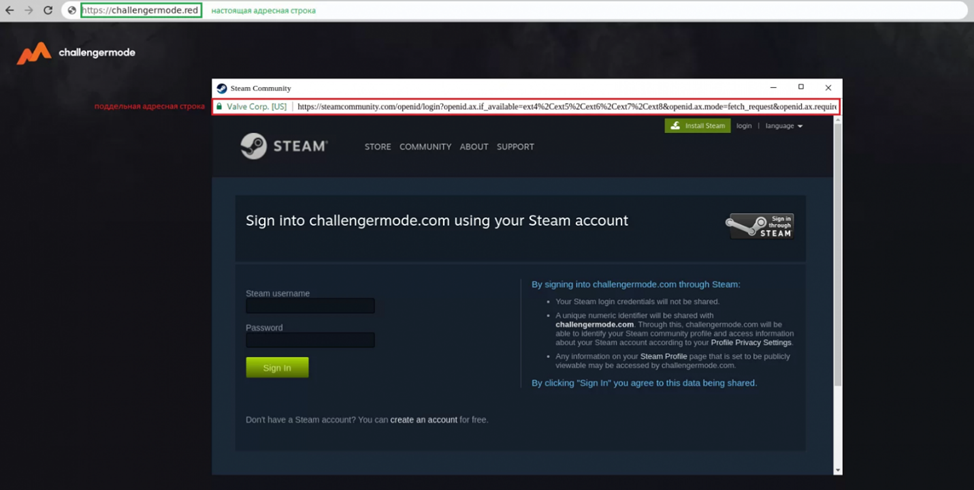 https://challengermode.red настоящая адресная строка
challengermode
Steam Community
поддельная адресная строка
Valve Corp. [US] https://steamcommunity.com/openid/login?openid.ax.if_available=ext4%2Cext5%2Cext6%2Cext7%2Cext8&openid.ax.mode=fetch_request&openid.ax.require
Install Steam login | language
STEAM®
STORE COMMUNITY ABOUT SUPPORT
Sign into challengermode.com using your Steam account
Sign in
through
STEAM
Steam username
Password
Sign In
By signing into challengermode.com through Steam:
• Your Steam login credentials will not be shared.
• A unique numeric identifier will be shared with
challengermode.com. Through this, challengermode.com will be
able to identify your Steam community profile and access information
about your Steam account according to your Profile Privacy Settings.
• Any information on your Steam Profile page that is set to be publicly
viewable may be accessed by challengermode.com.
By clicking "Sign In" you agree to this data being shared.
Don't have a Steam account? You can create an account for free.